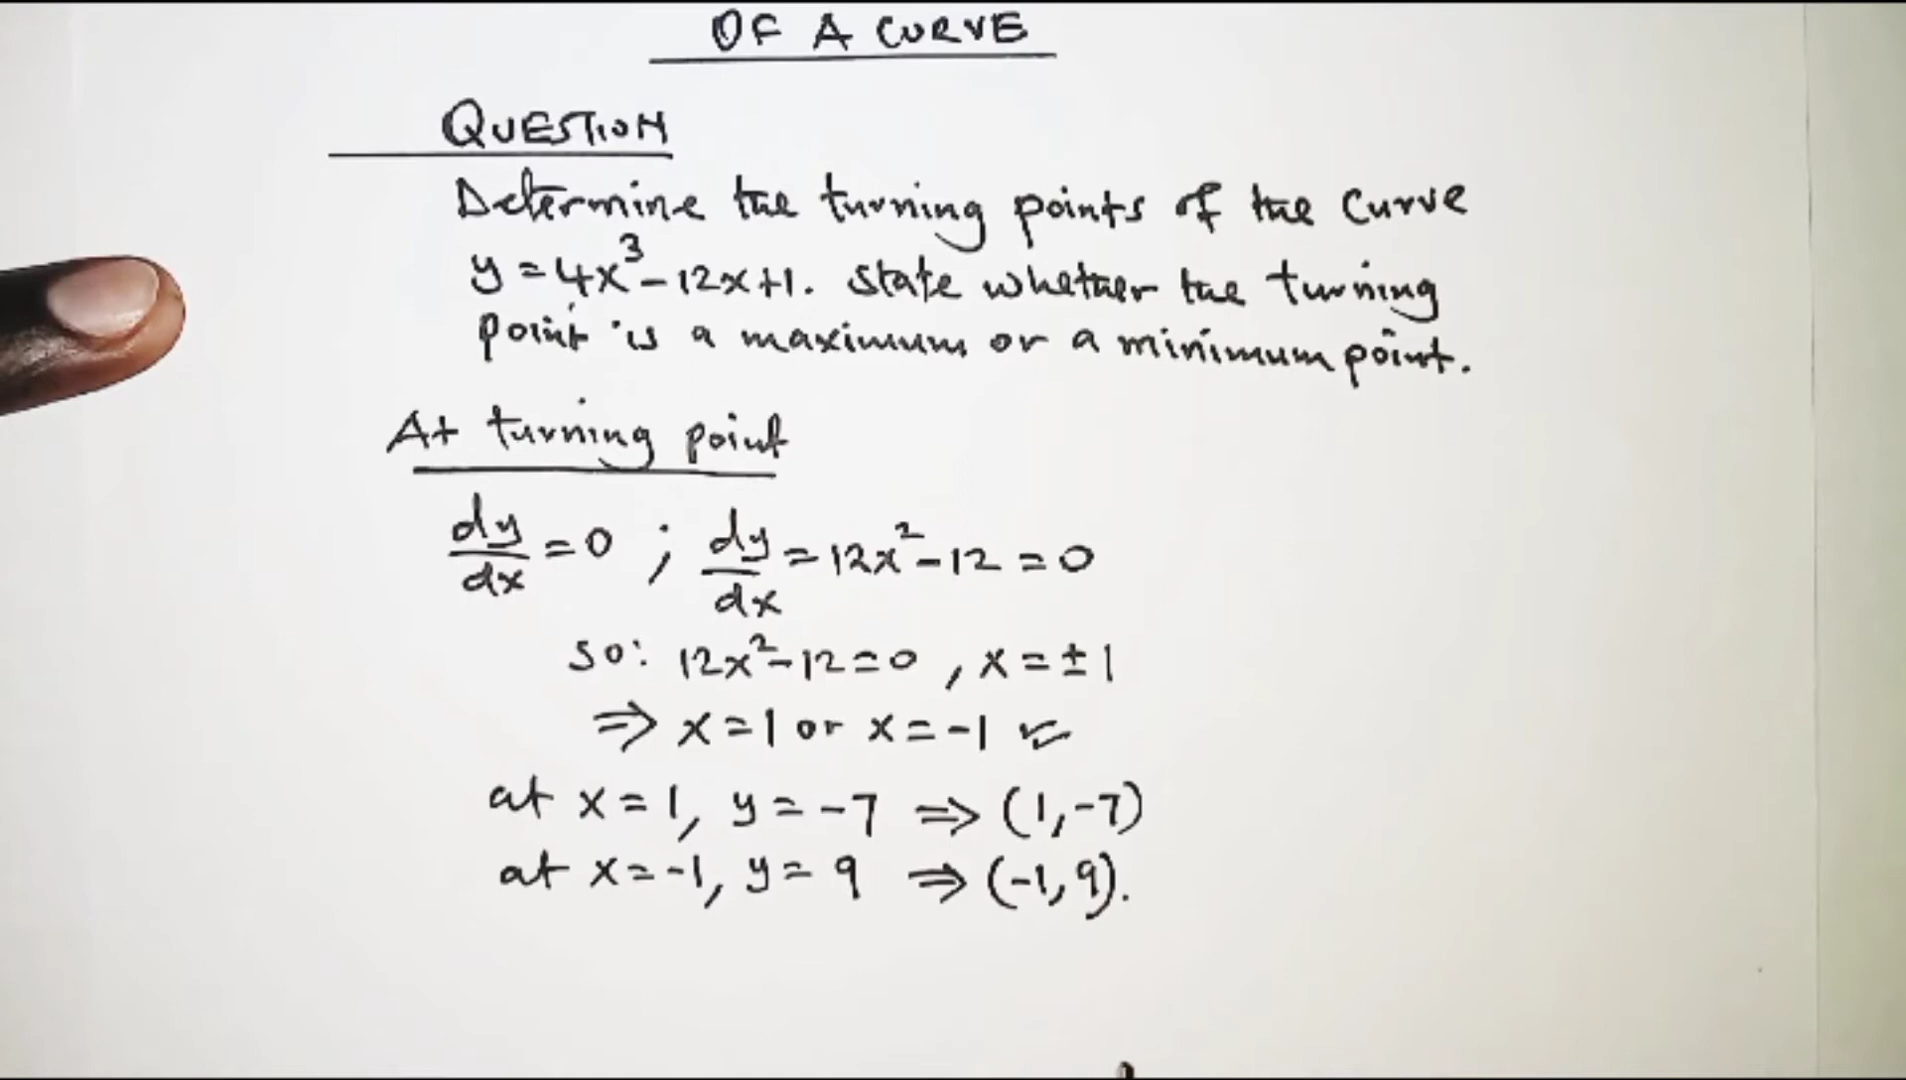 OF A CURVE
QUESTION
Determine the turning points of the curve
y = 4x³ - 12x + 1. State whether the turning
point is a maximum or a minimum point.
At turning point
dy/dx = 0 ; dy/dx = 12x² - 12 = 0
so: 12x² - 12 = 0 , x = ± 1
⇒ x = 1 or x = -1
at x = 1, y = -7 ⇒ (1, -7)
at x = -1, y = 9 ⇒ (-1, 9).